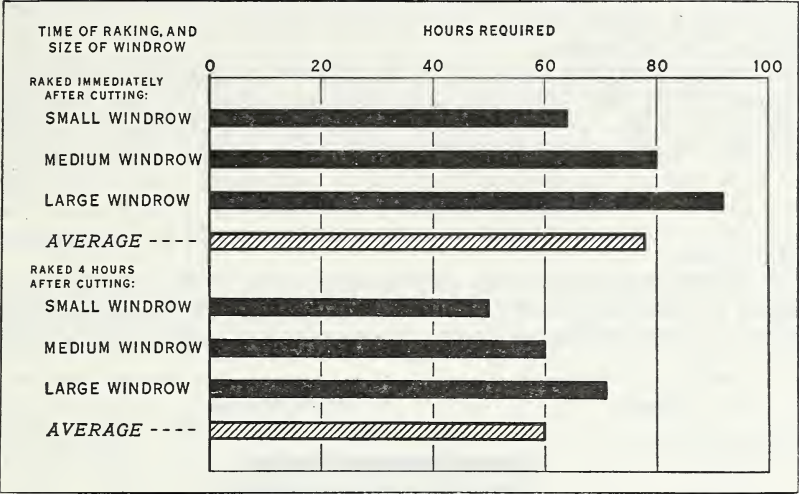 TIME OF RAKING, AND
SIZE OF WINDROW
HOURS REQUIRED
0 20 40 60 80 100
RAKED IMMEDIATELY
AFTER CUTTING:
SMALL WINDROW
MEDIUM WINDROW
LARGE WINDROW
AVERAGE ----
RAKED 4 HOURS
AFTER CUTTING:
SMALL WINDROW
MEDIUM WINDROW
LARGE WINDROW
AVERAGE ----